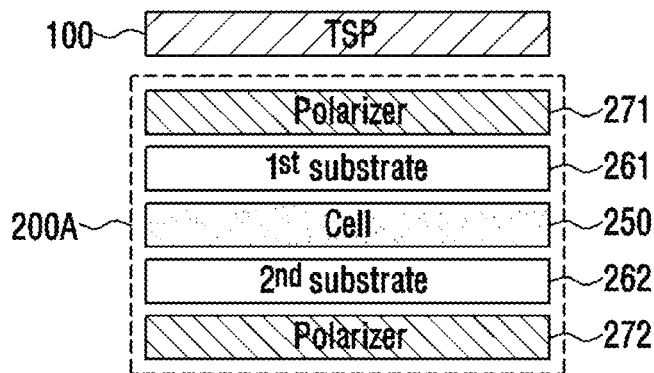 100 TSP
Polarizer 271
1st substrate 261
200A Cell 250
2nd substrate 262
Polarizer 272